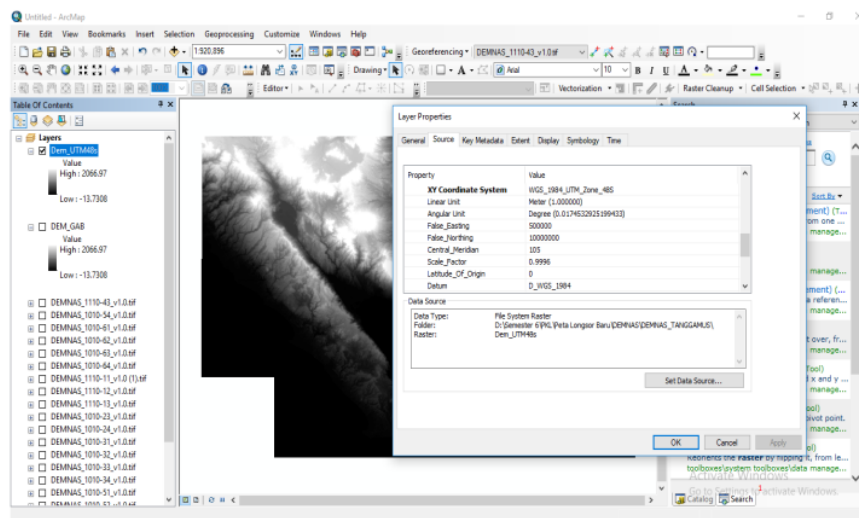 Untitled - ArcMap
File Edit View Bookmarks Insert Selection Geoprocessing Customize Windows Help
1:920,896 Georeferencing DEMNAS_1110-43_v1.0.tif
Drawing A Arial 10 B I U A
Editor Vectorization Raster Cleanup Cell Selection
Table Of Contents
Layers
Dem_UTM48s
Value
High : 2066.97
Low : -13.7308
DEM_GAB
Value
High : 2066.97
Low : -13.7308
DEMNAS_1110-43_v1.0.tif
DEMNAS_1010-54_v1.0.tif
DEMNAS_1010-61_v1.0.tif
DEMNAS_1010-62_v1.0.tif
DEMNAS_1010-63_v1.0.tif
DEMNAS_1010-64_v1.0.tif
DEMNAS_1110-11_v1.0 (1).tif
DEMNAS_1110-12_v1.0.tif
DEMNAS_1110-13_v1.0.tif
DEMNAS_1010-23_v1.0.tif
DEMNAS_1010-24_v1.0.tif
DEMNAS_1010-31_v1.0.tif
DEMNAS_1010-32_v1.0.tif
DEMNAS_1010-33_v1.0.tif
DEMNAS_1010-34_v1.0.tif
DEMNAS_1010-51_v1.0.tif
Layer Properties
General Source Key Metadata Extent Display Symbology Time
Property Value
XY Coordinate System WGS_1984_UTM_Zone_48S
Linear Unit Meter (1.000000)
Angular Unit Degree (0.0174532925199433)
False_Easting 500000
False_Northing 10000000
Central_Meridian 105
Scale_Factor 0.9996
Latitude_Of_Origin 0
Datum D_WGS_1984
Data Source
Data Type: File System Raster
Folder: D:\Semester 6\PKL\Peta Longsor Baru\DEMNAS\DEMNAS_TANGGAMUS\
Raster: Dem_UTM48s
Set Data Source...
OK Cancel Apply
Sort By
manage...
manage...
manage...
manage...
manage...
pivot point.
manage...
toolboxes\system toolboxes\data manage...
Activate Windows
Go to Settings to activate Windows.
Catalog Search